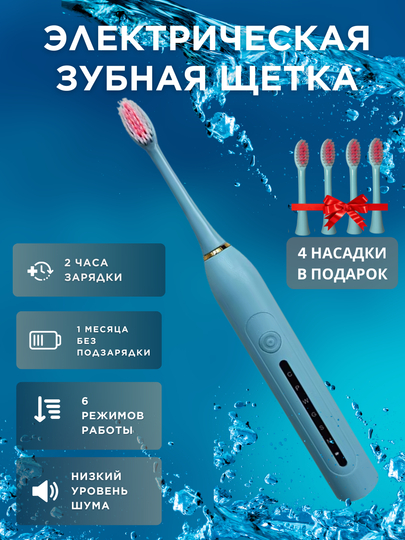 ЭЛЕКТРИЧЕСКАЯ
ЗУБНАЯ ЩЕТКА
4 НАСАДКИ
В ПОДАРОК
2 ЧАСА
ЗАРЯДКИ
1 МЕСЯЦА
БЕЗ
ПОДЗАРЯДКИ
6
РЕЖИМОВ
РАБОТЫ
НИЗКИЙ
УРОВЕНЬ
ШУМА